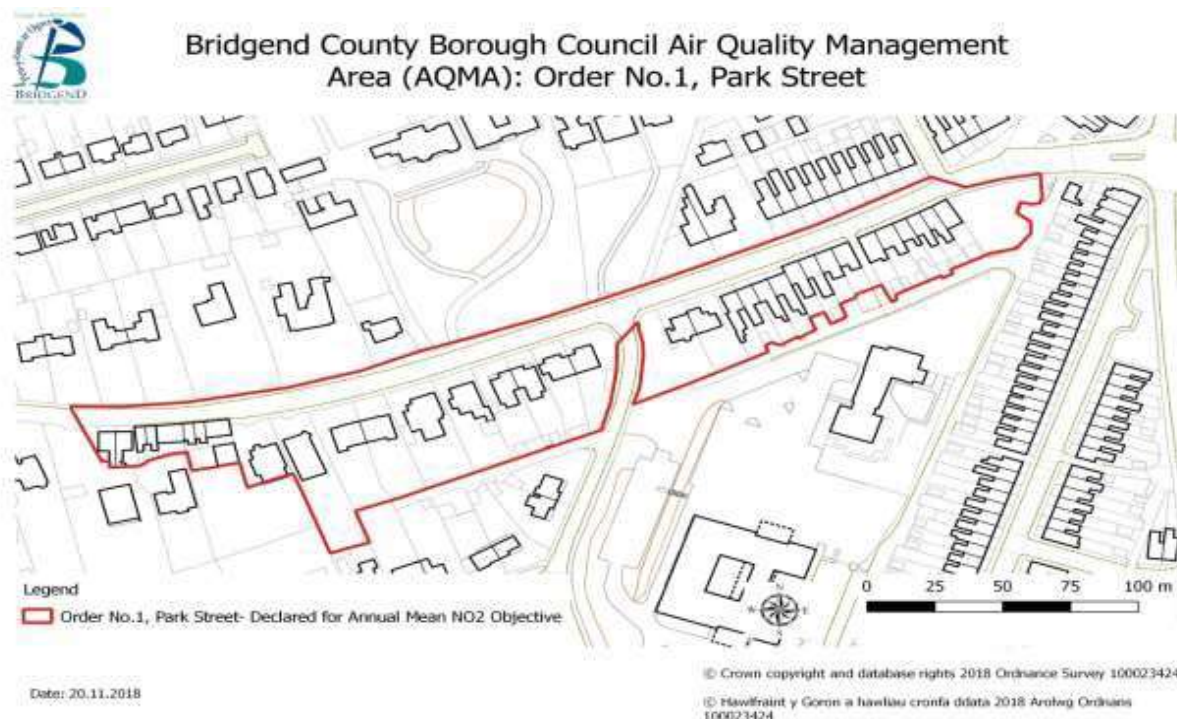 BRIDGEND
Bridgend County Borough Council Air Quality Management
Area (AQMA): Order No.1, Park Street
Legend
Order No.1, Park Street- Declared for Annual Mean NO2 Objective
0 25 50 75 100 m
Date: 20.11.2018
© Crown copyright and database rights 2018 Ordnance Survey 100023424
© Hawlfraint y Goron a hawliau cronfa ddata 2018 Arolwg Ordnans
100023424